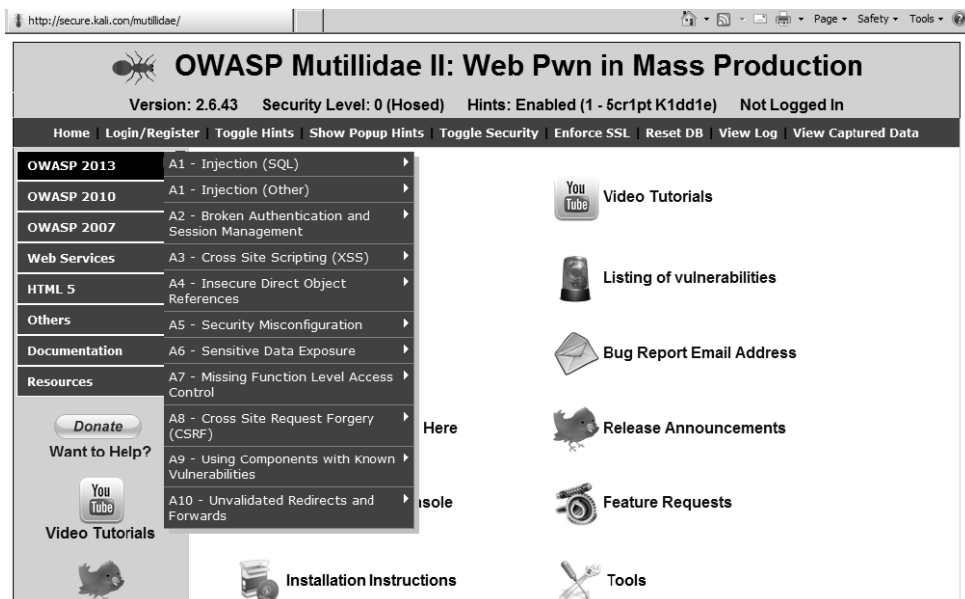 http://secure.kali.con/mutillidae/
Page
Safety
Tools
OWASP Mutillidae II: Web Pwn in Mass Production
Version: 2.6.43 Security Level: 0 (Hosed) Hints: Enabled (1 - 5cr1pt K1dd1e) Not Logged In
Home | Login/Register | Toggle Hints | Show Popup Hints | Toggle Security | Enforce SSL | Reset DB | View Log | View Captured Data
OWASP 2013
OWASP 2010
OWASP 2007
Web Services
HTML 5
Others
Documentation
Resources
A1 - Injection (SQL)
A1 - Injection (Other)
A2 - Broken Authentication and
Session Management
A3 - Cross Site Scripting (XSS)
A4 - Insecure Direct Object
References
A5 - Security Misconfiguration
A6 - Sensitive Data Exposure
A7 - Missing Function Level Access
Control
A8 - Cross Site Request Forgery
(CSRF)
A9 - Using Components with Known
Vulnerabilities
A10 - Unvalidated Redirects and
Forwards
Donate
Want to Help?
You
Tube
Video Tutorials
Here
nsole
Installation Instructions
You
Tube
Video Tutorials
Listing of vulnerabilities
Bug Report Email Address
Release Announcements
Feature Requests
Tools